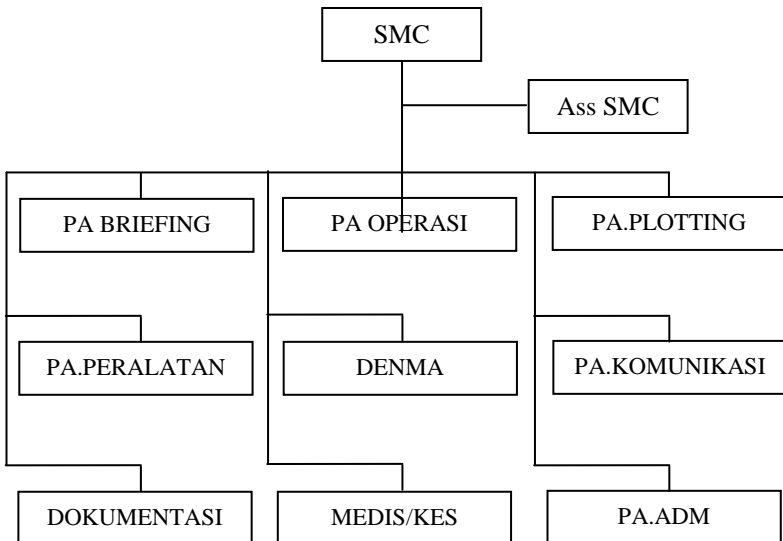 SMC
Ass SMC
PA BRIEFING
PA OPERASI
PA.PLOTTING
PA.PERALATAN
DENMA
PA.KOMUNIKASI
DOKUMENTASI
MEDIS/KES
PA.ADM